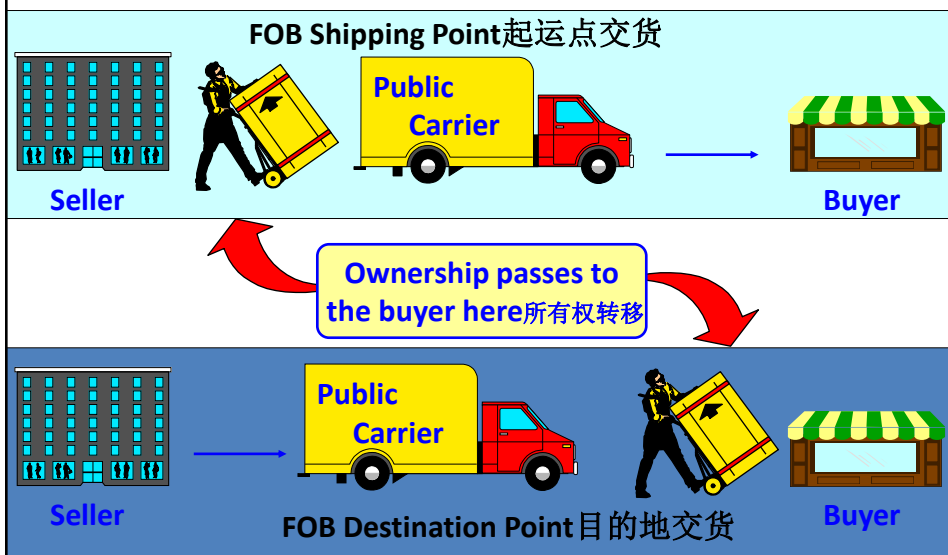 FOB Shipping Point起运点交货
Public
Carrier
Seller
Buyer
Ownership passes to
the buyer here所有权转移
Public
Carrier
Seller
Buyer
FOB Destination Point目的地交货